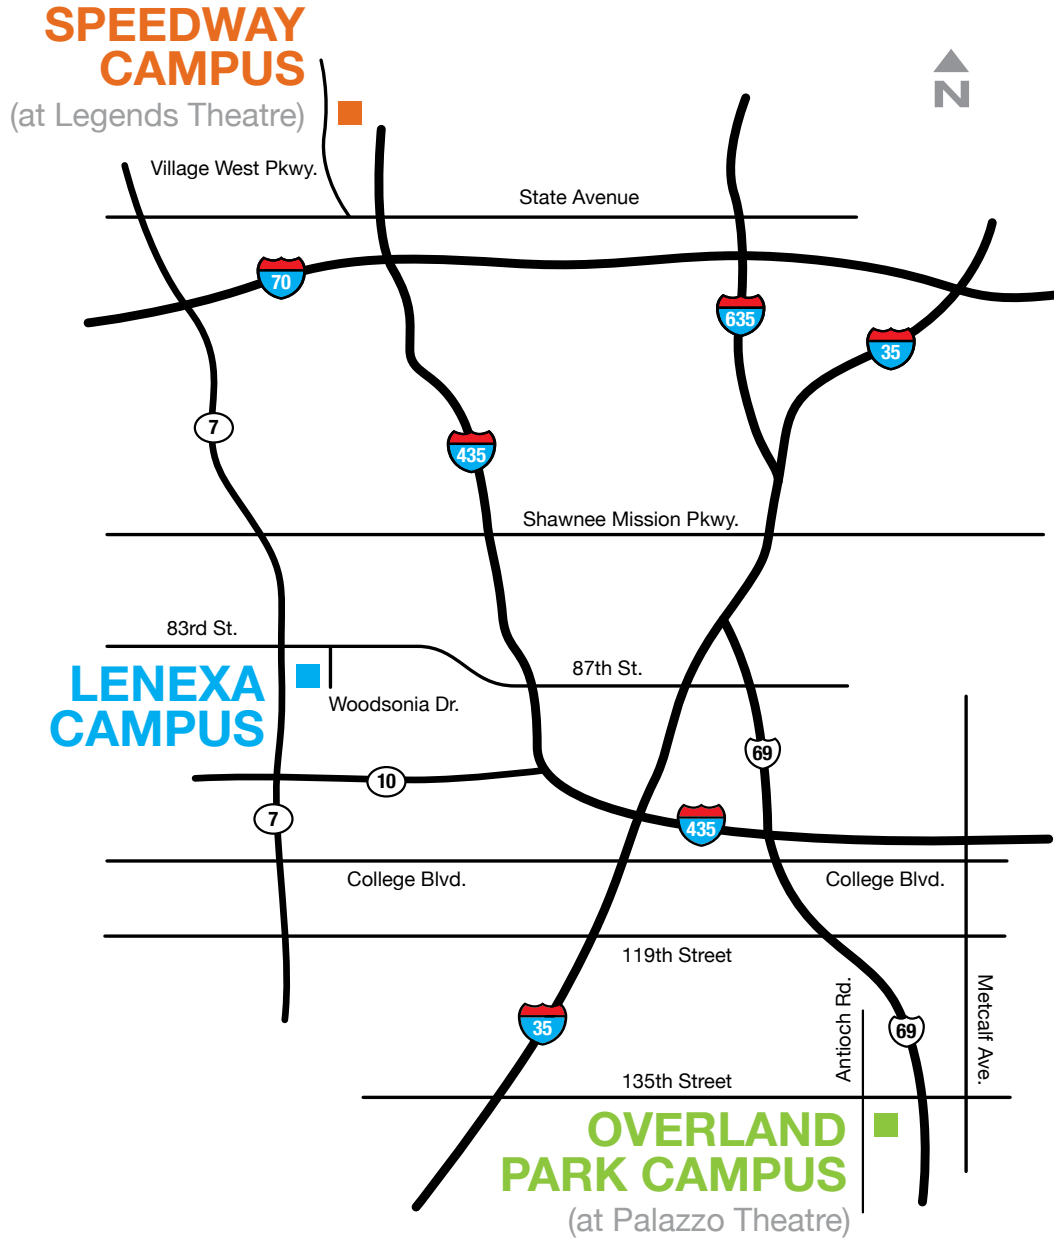 SPEEDWAY
CAMPUS
(at Legends Theatre)
N
Village West Pkwy.
State Avenue
70
635
35
7
435
Shawnee Mission Pkwy.
83rd St.
87th St.
LENEXA
CAMPUS
Woodsonia Dr.
69
10
7
435
College Blvd.
College Blvd.
119th Street
Antioch Rd.
Metcalf Ave.
35
69
135th Street
OVERLAND
PARK CAMPUS
(at Palazzo Theatre)